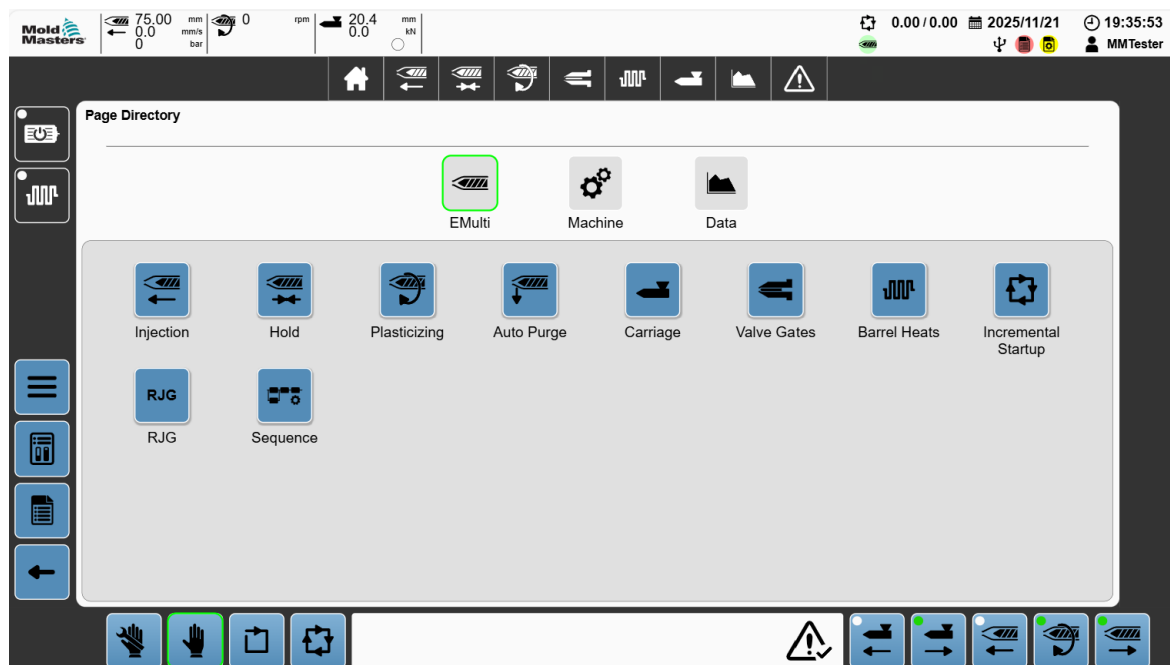 Mold
Masters
75.00 mm
0.0 mm/s
0 bar
0 rpm
20.4 mm
0.0 kN
0.00 / 0.00
2025/11/21
19:35:53
MMTester
Page Directory
EMulti
Machine
Data
Injection
Hold
Plasticizing
Auto Purge
Carriage
Valve Gates
Barrel Heats
Incremental
Startup
RJG
RJG
Sequence